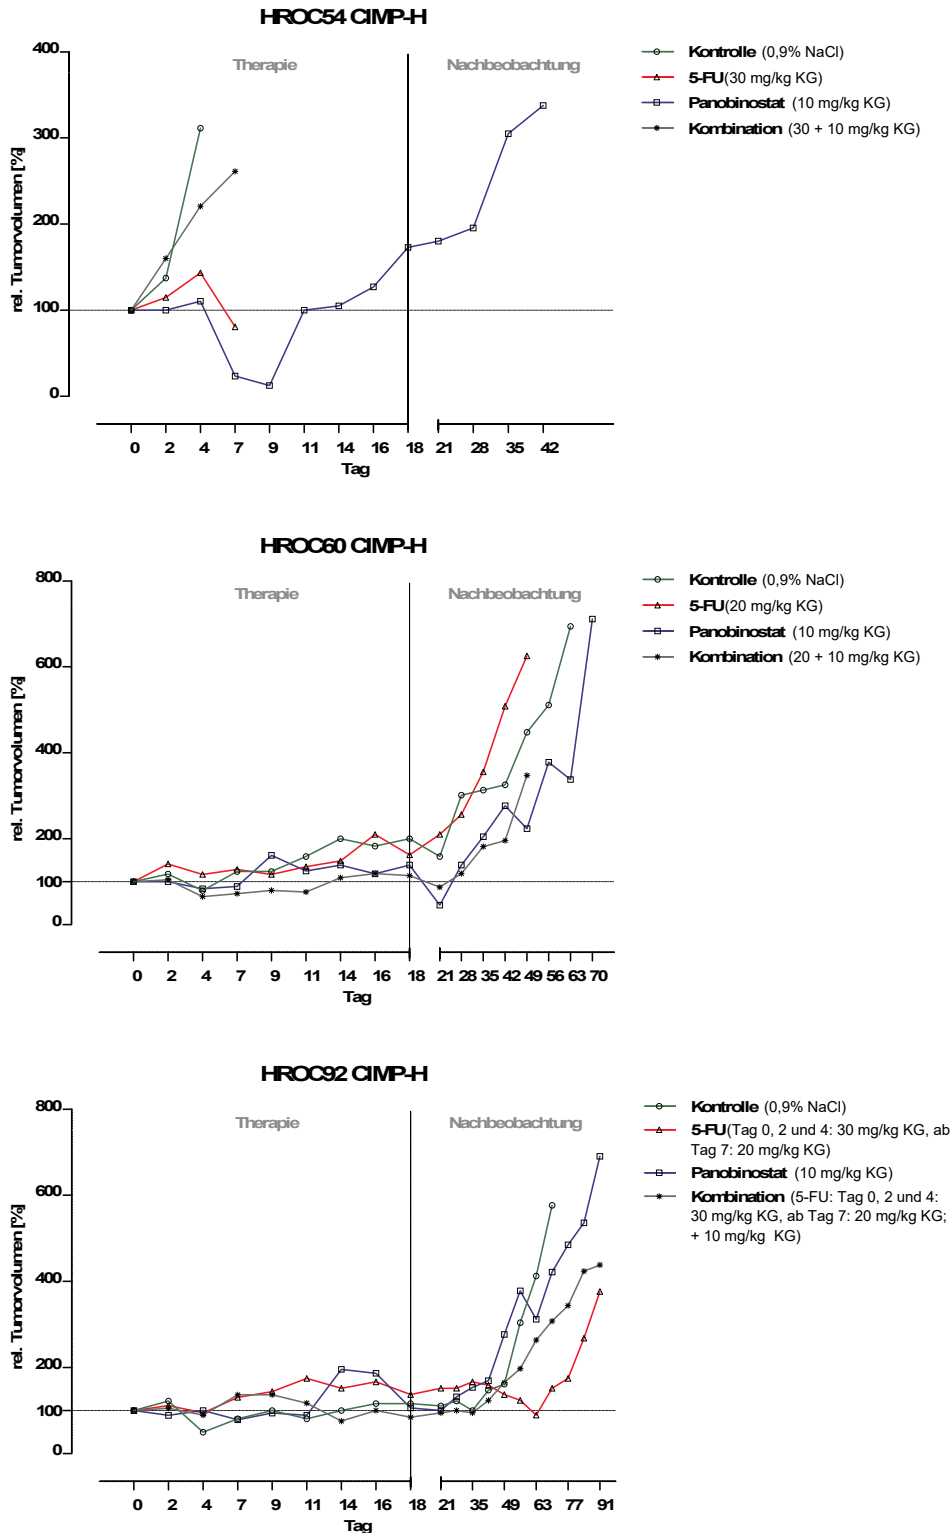 HROC54 CIMP-H
400
300
200
100
0
rel. Tumorvolumen [%]
Therapie
Nachbeobachtung
0 2 4 7 9 11 14 16 18 21 28 35 42
Tag
Kontrolle (0,9% NaCl)
5-FU(30 mg/kg KG)
Panobinostat (10 mg/kg KG)
Kombination (30 + 10 mg/kg KG)
HROC60 CIMP-H
800
600
400
200
100
0
rel. Tumorvolumen [%]
Therapie
Nachbeobachtung
0 2 4 7 9 11 14 16 18 21 28 35 42 49 56 63 70
Tag
Kontrolle (0,9% NaCl)
5-FU(20 mg/kg KG)
Panobinostat (10 mg/kg KG)
Kombination (20 + 10 mg/kg KG)
HROC92 CIMP-H
800
600
400
200
100
0
rel. Tumorvolumen [%]
Therapie
Nachbeobachtung
0 2 4 7 9 11 14 16 18 21 35 49 63 77 91
Tag
Kontrolle (0,9% NaCl)
5-FU(Tag 0, 2 und 4: 30 mg/kg KG, ab
Tag 7: 20 mg/kg KG)
Panobinostat (10 mg/kg KG)
Kombination (5-FU: Tag 0, 2 und 4:
30 mg/kg KG, ab Tag 7: 20 mg/kg KG;
+ 10 mg/kg KG)